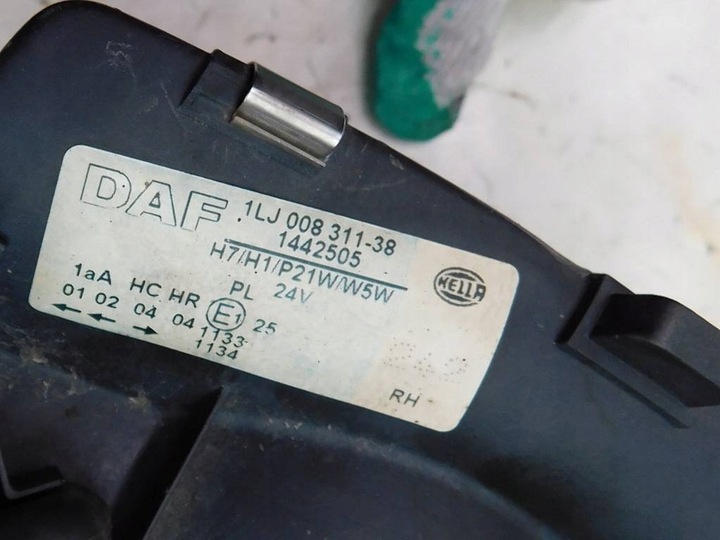 DAF 1LJ 008 311-38
1442505
H7/H1/P21W/W5W
HELLA
1aA HC HR PL 24V
01 02 04 04 E1 25
1133
1134
RH